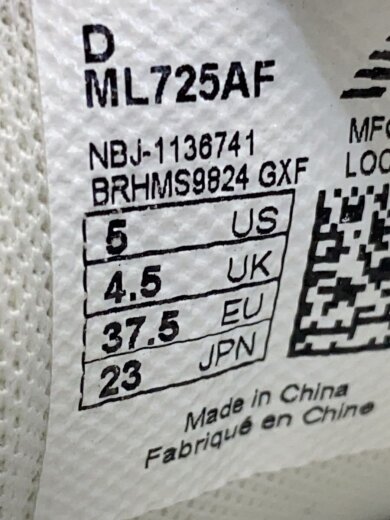 D
ML725AF
NBJ-1136741
BRHMS9824 GXF
5 US
4.5 UK
37.5 EU
23 JPN
Made in China
Fabriqué en Chine